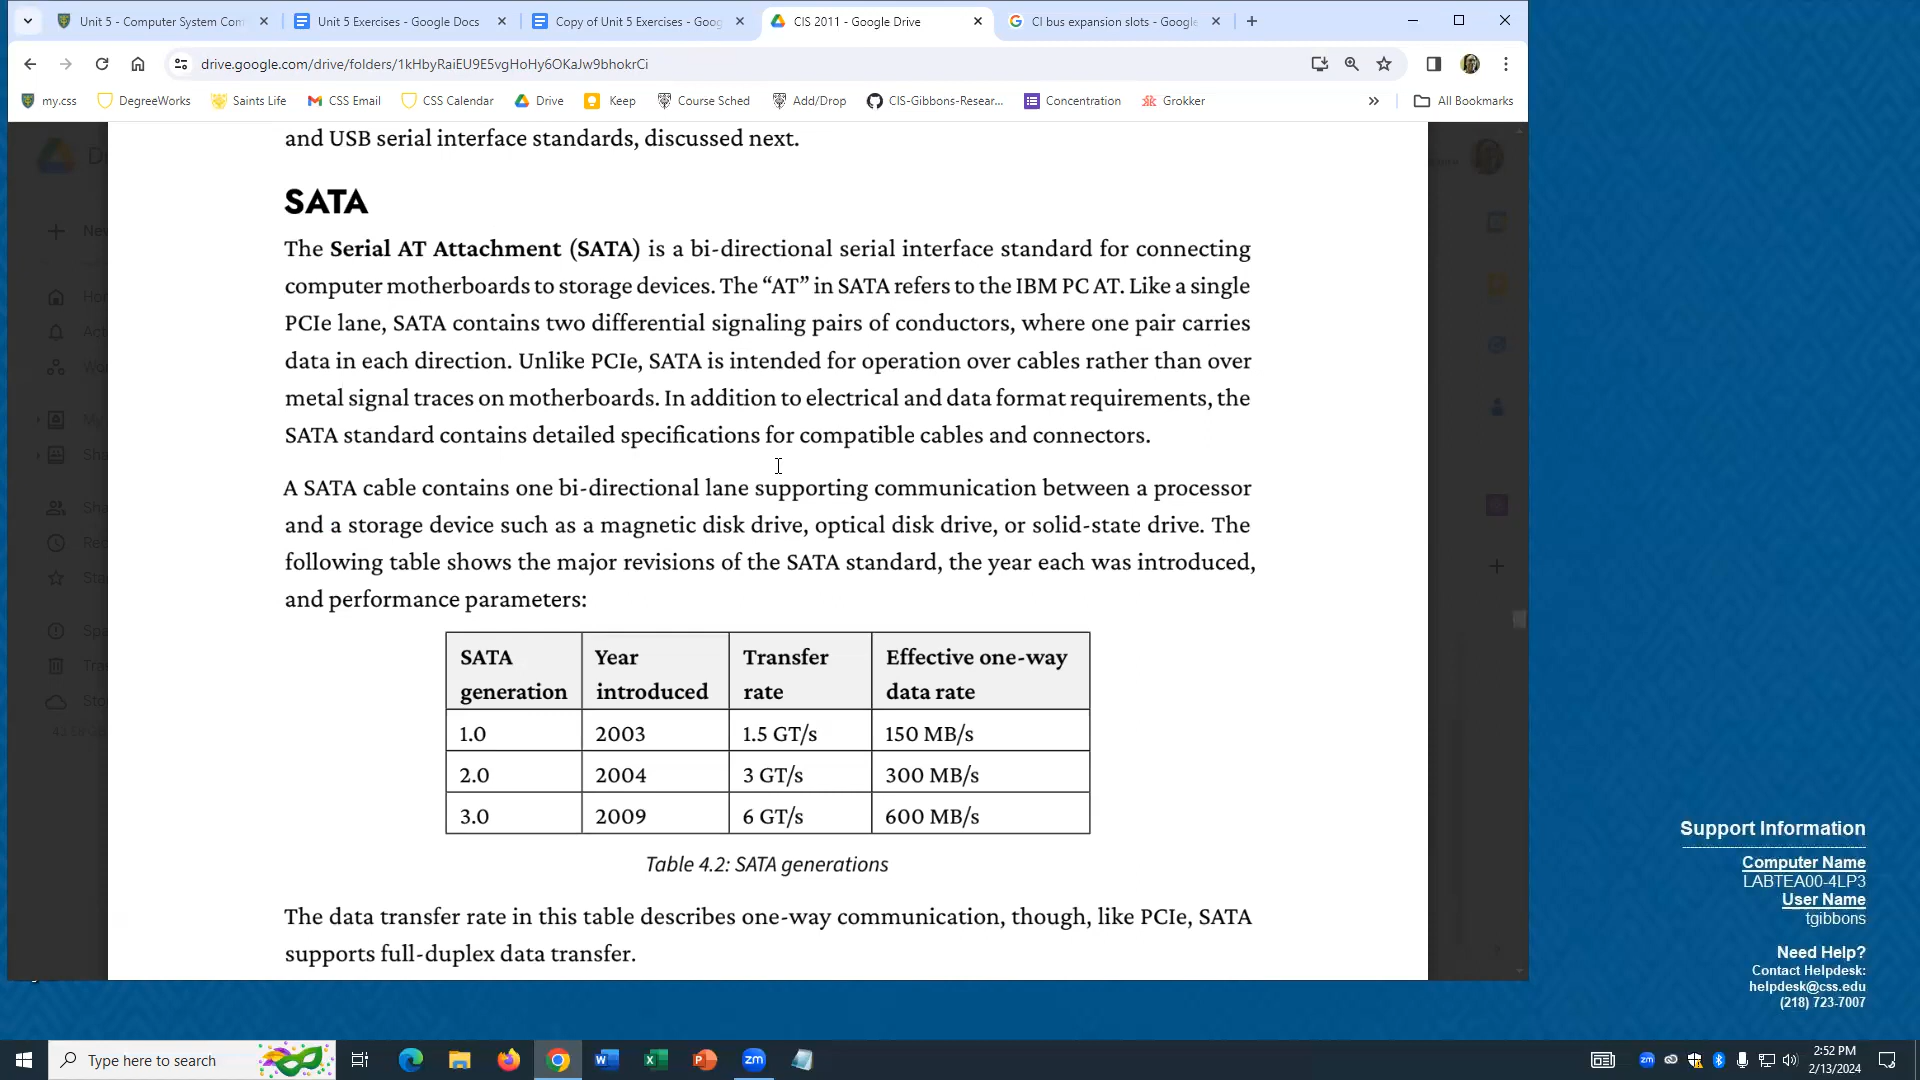 Unit 5 - Computer System Com
Unit 5 Exercises - Google Docs
Copy of Unit 5 Exercises - Goog
CIS 2011 - Google Drive
CI bus expansion slots - Google
drive.google.com/drive/folders/1kHbyRaiEU9E5vgHoHy6OKaJw9bhokrCi
my.css
DegreeWorks
Saints Life
CSS Email
CSS Calendar
Drive
Keep
Course Sched
Add/Drop
CIS-Gibbons-Resear...
Concentration
Grokker
All Bookmarks
and USB serial interface standards, discussed next.
SATA
The Serial AT Attachment (SATA) is a bi-directional serial interface standard for connecting
computer motherboards to storage devices. The “AT” in SATA refers to the IBM PC AT. Like a single
PCIe lane, SATA contains two differential signaling pairs of conductors, where one pair carries
data in each direction. Unlike PCIe, SATA is intended for operation over cables rather than over
metal signal traces on motherboards. In addition to electrical and data format requirements, the
SATA standard contains detailed specifications for compatible cables and connectors.
A SATA cable contains one bi-directional lane supporting communication between a processor
and a storage device such as a magnetic disk drive, optical disk drive, or solid-state drive. The
following table shows the major revisions of the SATA standard, the year each was introduced,
and performance parameters:
SATA generation | Year introduced | Transfer rate | Effective one-way data rate
1.0 | 2003 | 1.5 GT/s | 150 MB/s
2.0 | 2004 | 3 GT/s | 300 MB/s
3.0 | 2009 | 6 GT/s | 600 MB/s
Table 4.2: SATA generations
The data transfer rate in this table describes one-way communication, though, like PCIe, SATA
supports full-duplex data transfer.
Support Information
Computer Name
LABTEA00-4LP3
User Name
tgibbons
Need Help?
Contact Helpdesk:
helpdesk@css.edu
(218) 723-7007
Type here to search
2:52 PM
2/13/2024